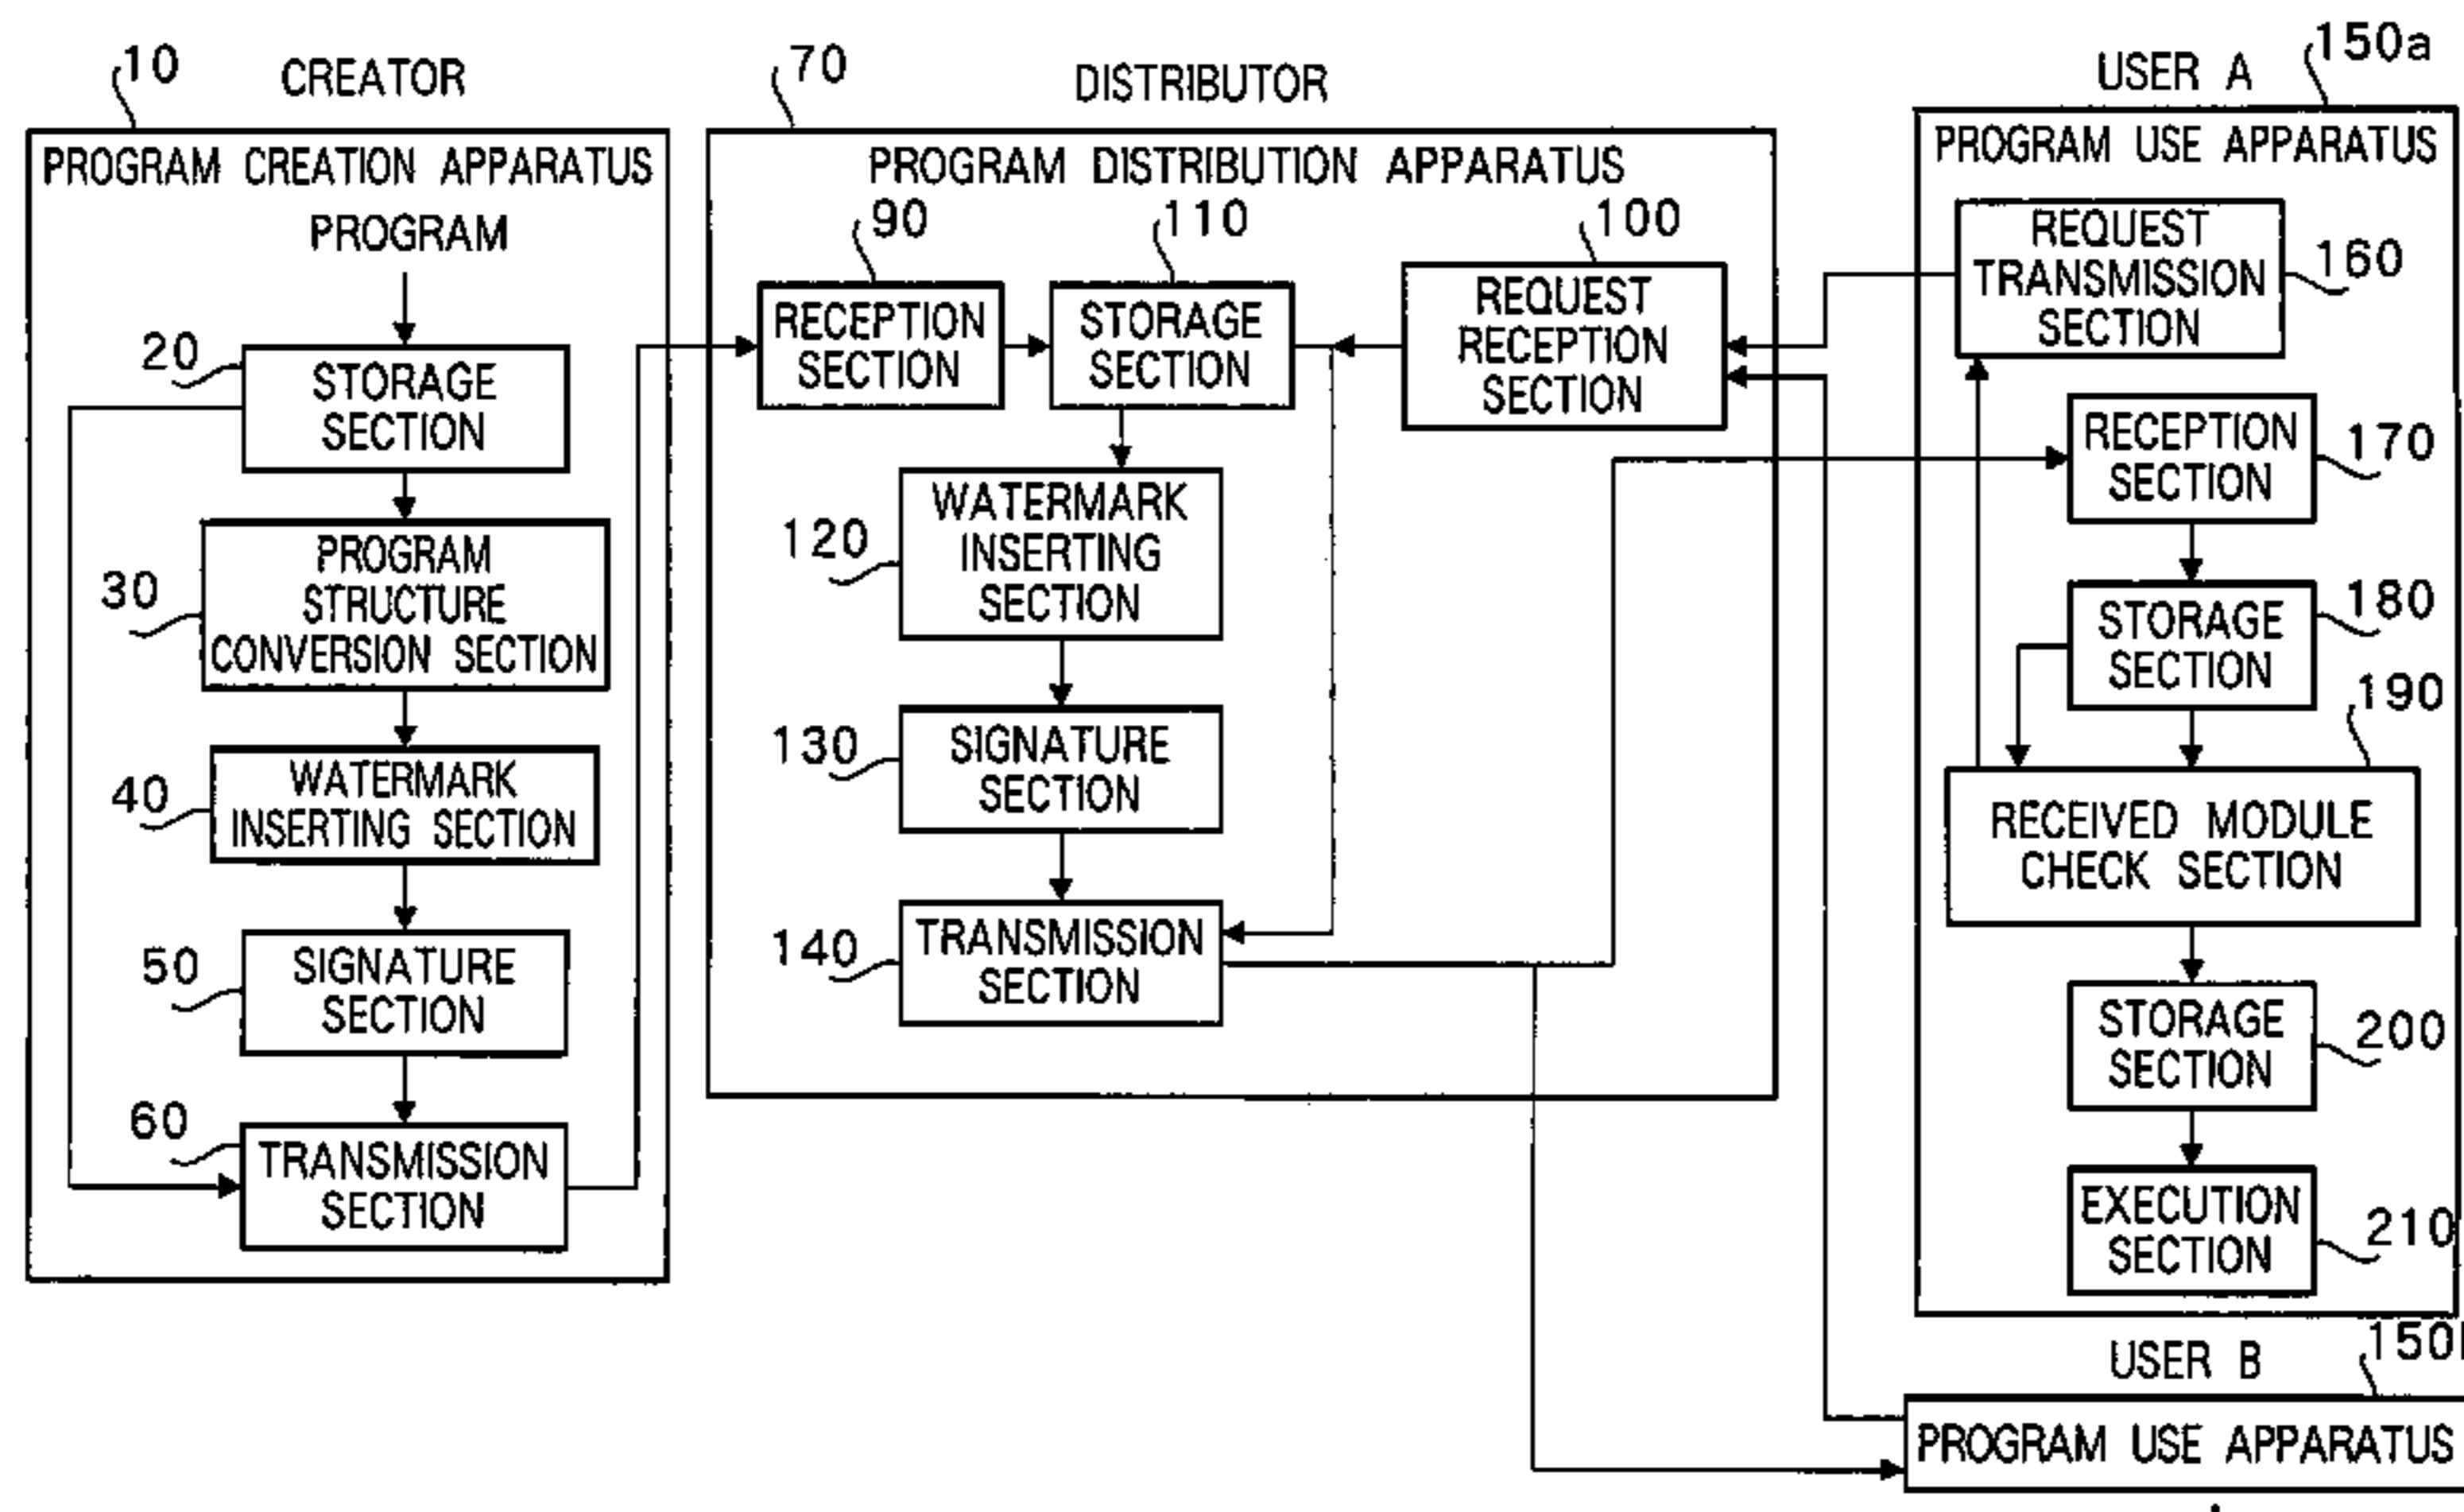 10
CREATOR
PROGRAM CREATION APPARATUS
PROGRAM
20
STORAGE
SECTION
30
PROGRAM
STRUCTURE
CONVERSION SECTION
40
WATERMARK
INSERTING SECTION
50
SIGNATURE
SECTION
60
TRANSMISSION
SECTION
70
DISTRIBUTOR
PROGRAM DISTRIBUTION APPARATUS
90
RECEPTION
SECTION
110
STORAGE
SECTION
100
REQUEST
RECEPTION
SECTION
120
WATERMARK
INSERTING
SECTION
130
SIGNATURE
SECTION
140
TRANSMISSION
SECTION
USER A
150a
PROGRAM USE APPARATUS
REQUEST
TRANSMISSION
SECTION
160
RECEPTION
SECTION
170
STORAGE
SECTION
180
190
RECEIVED MODULE
CHECK SECTION
STORAGE
SECTION
200
EXECUTION
SECTION
210
USER B
PROGRAM USE APPARATUS